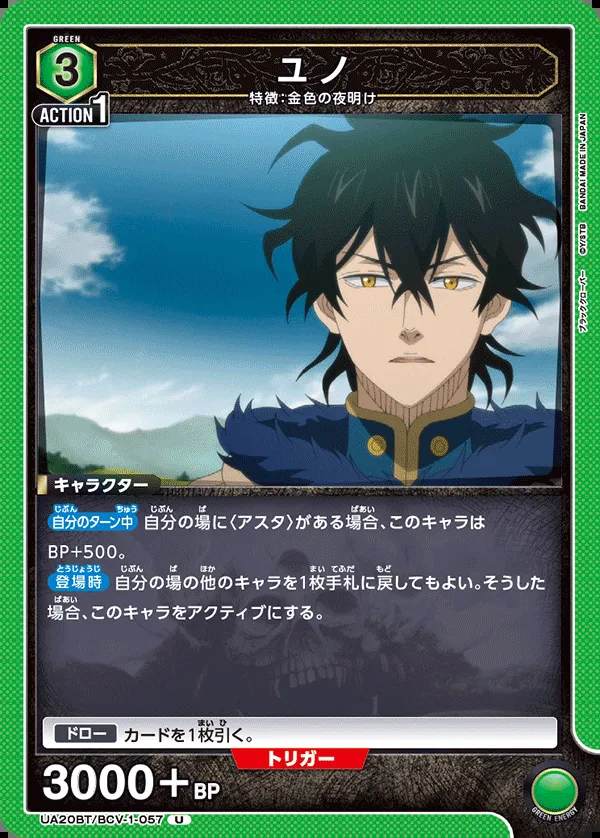 GREEN
3
ACTION 1
ユノ
特徴:金色の夜明け
ブラッククローバー ©Y/STB BANDAI MADE IN JAPAN
キャラクター
自分のターン中 自分の場に〈アスタ〉がある場合、このキャラは
BP+500。
登場時 自分の場の他のキャラを1枚手札に戻してもよい。そうした
場合、このキャラをアクティブにする。
ドロー カードを1枚引く。
トリガー
3000+BP
GREEN ENERGY
UA20BT/BCV-1-057 U